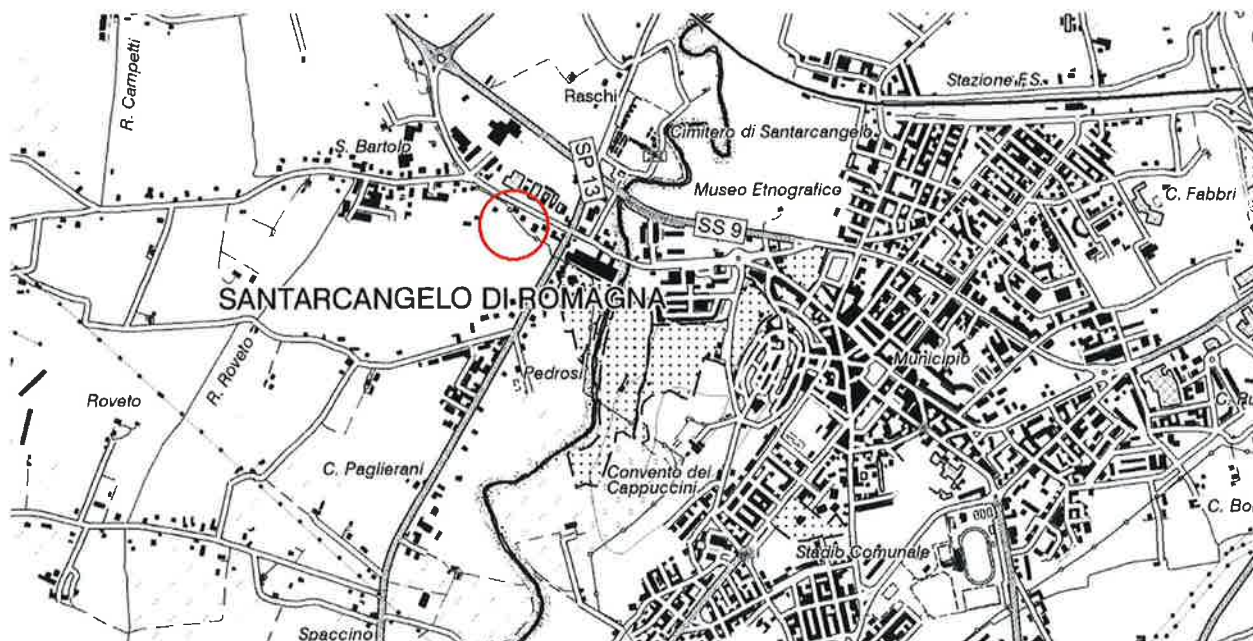 R. Campetti
Stazione F.S.
Raschi
Cimitero di Santarcangelo
S. Bartolo
SP 13
Museo Etnografico
C. Fabbri
SS 9
SANTARCANGELO DI ROMAGNA
Municipio
R. Roveto
Pedrosi
Roveto
C. Paglierani
Convento dei
Cappuccini
Stadio Comunale
Spaccino